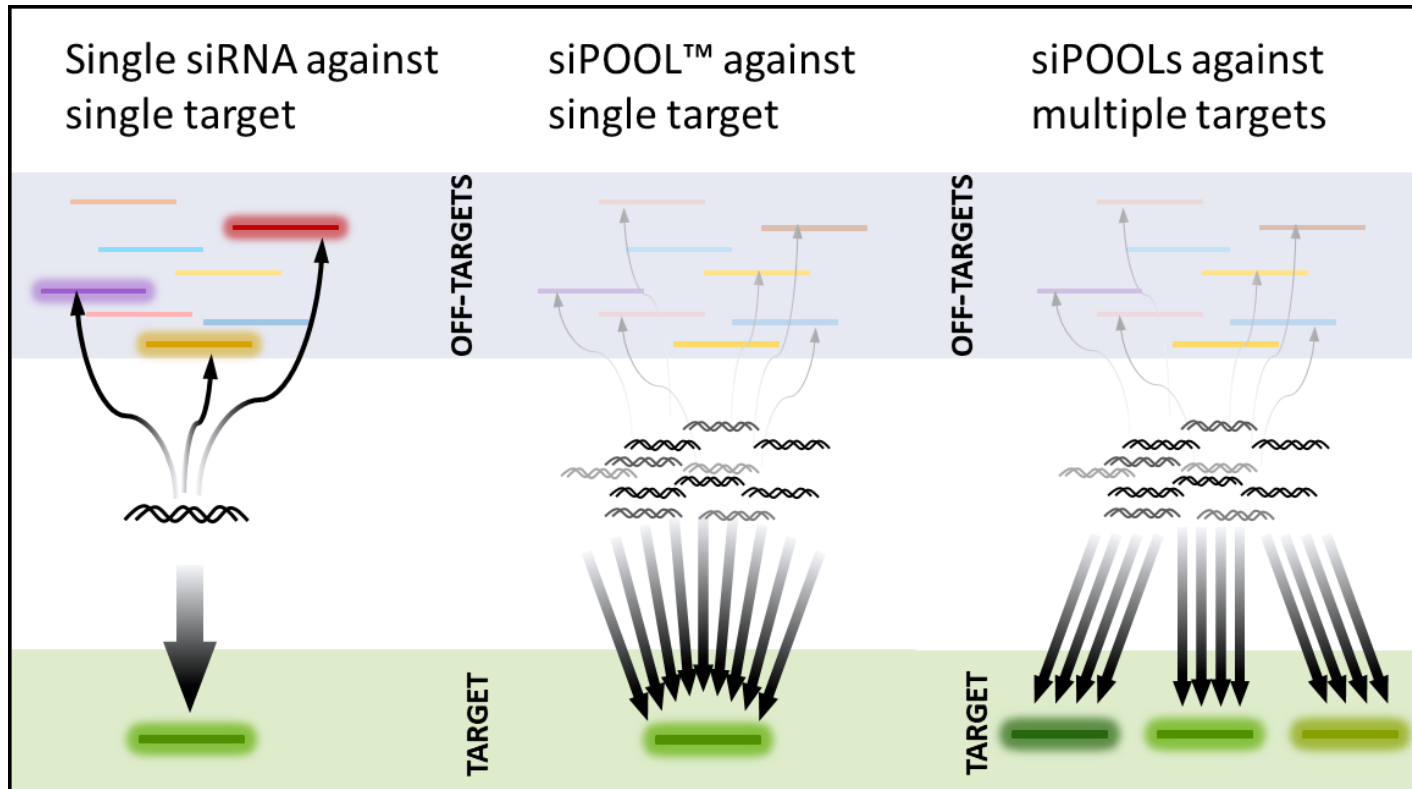 Single siRNA against
single target
siPOOL™ against
single target
siPOOLs against
multiple targets
OFF-TARGETS
OFF-TARGETS
TARGET
TARGET